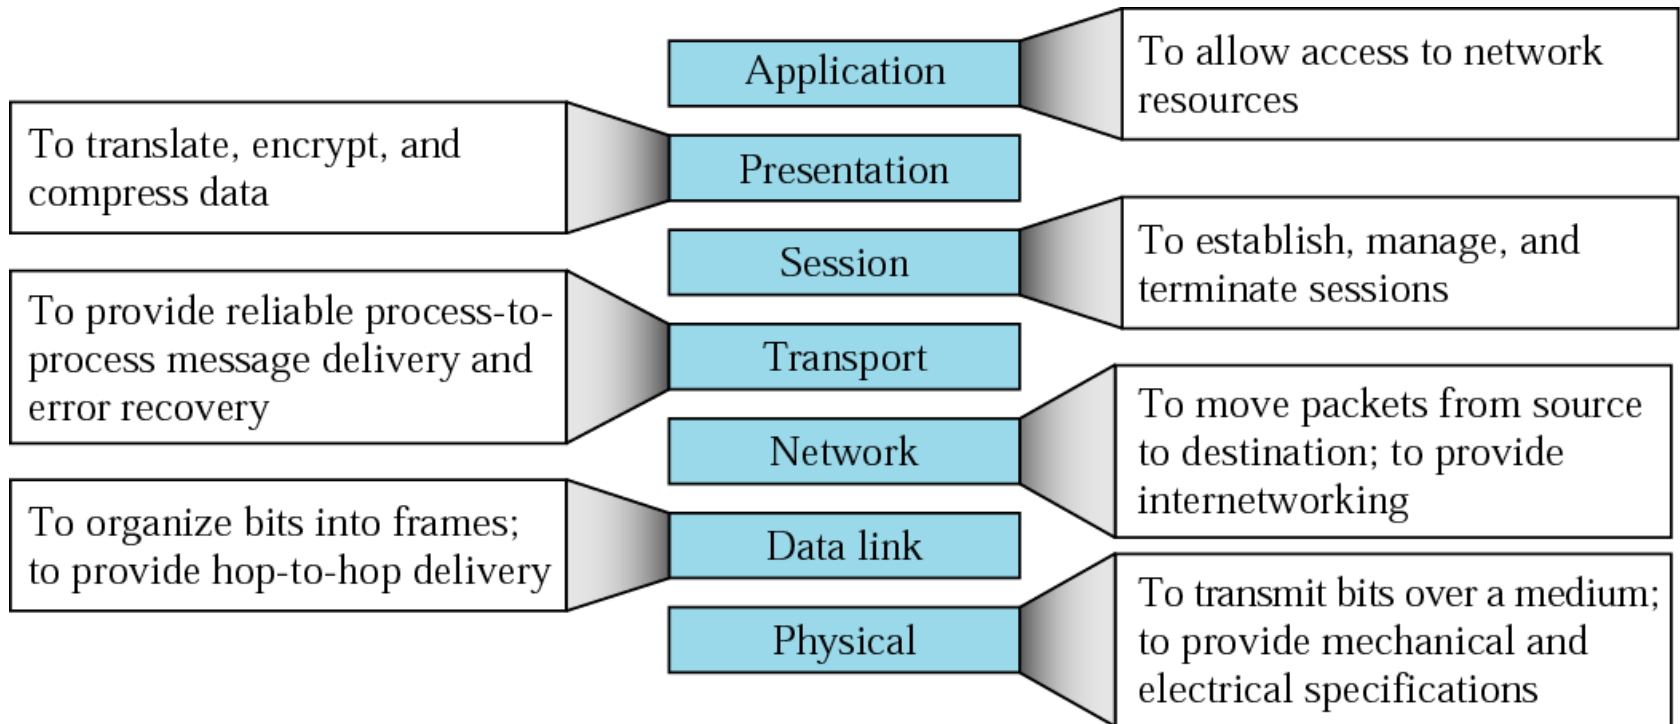 Application
To allow access to network
resources
To translate, encrypt, and
compress data
Presentation
Session
To establish, manage, and
terminate sessions
To provide reliable process-to-
process message delivery and
error recovery
Transport
Network
To move packets from source
to destination; to provide
internetworking
To organize bits into frames;
to provide hop-to-hop delivery
Data link
Physical
To transmit bits over a medium;
to provide mechanical and
electrical specifications